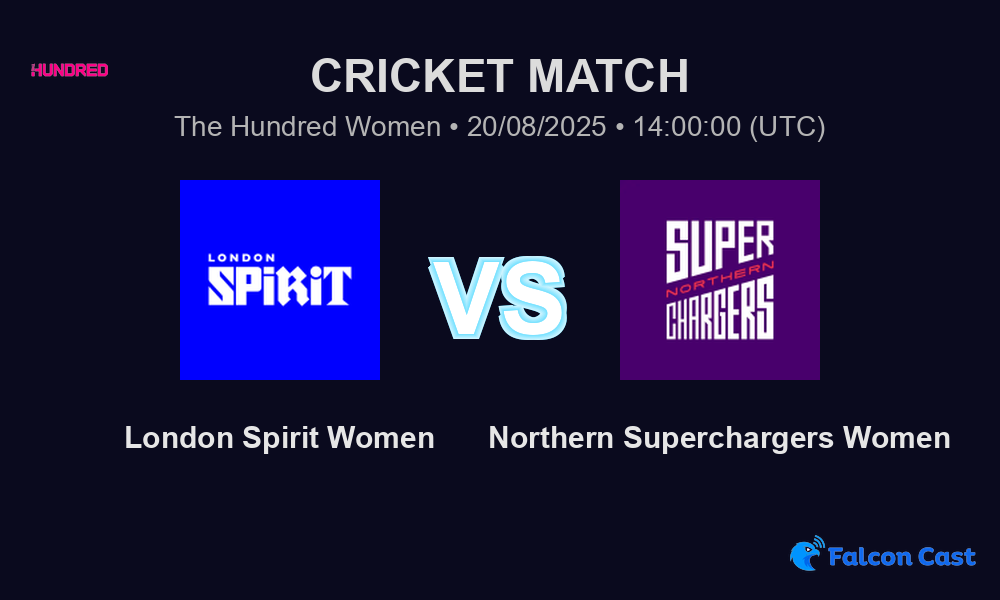 HUNDRED
CRICKET MATCH
The Hundred Women • 20/08/2025 • 14:00:00 (UTC)
LONDON
SPIRIT
VS
SUPER
NORTHERN
CHARGERS
London Spirit Women
Northern Superchargers Women
Falcon Cast